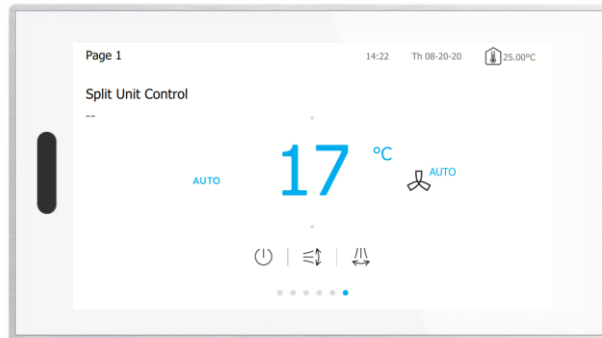 Page 1
14:22
Th 08-20-20
25.00°C
Split Unit Control
--
AUTO
17 °C
AUTO